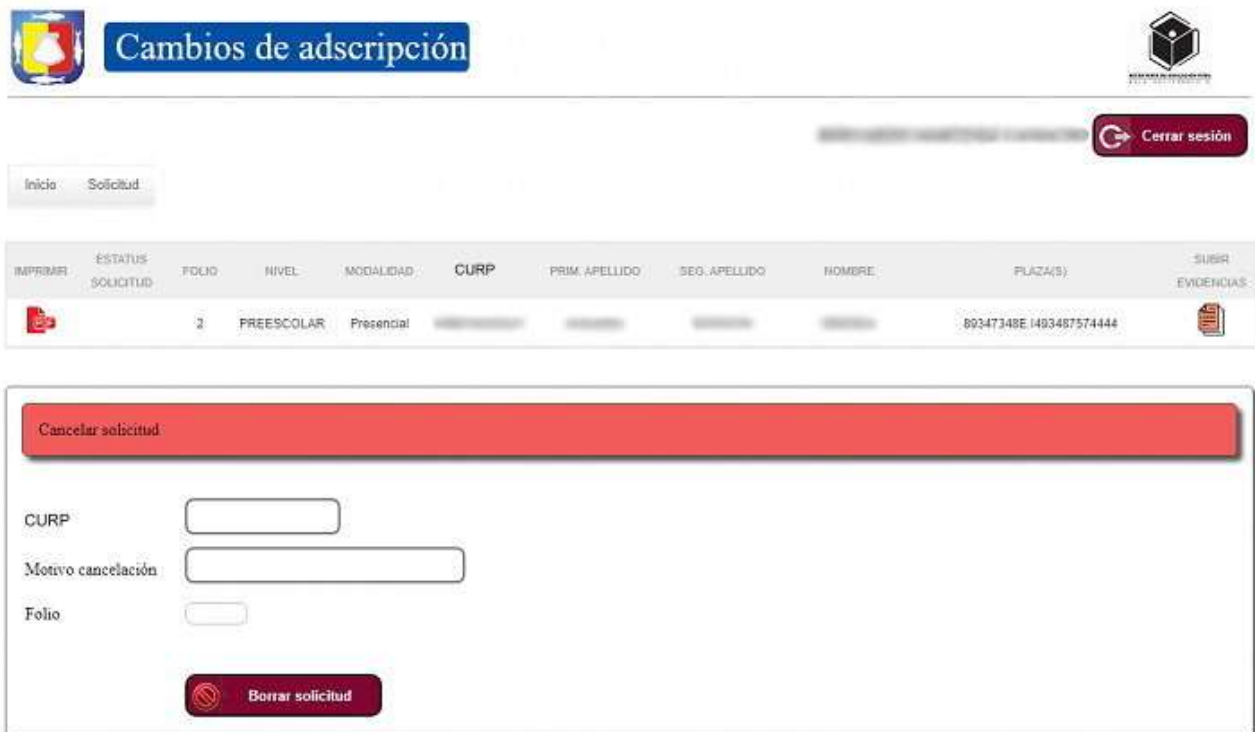 Cambios de adscripción
Cerrar sesión
Inicio Solicitud
IMPRIMIR ESTATUS SOLICITUD FOLIO NIVEL MODALIDAD CURP PRIM. APELLIDO SEG. APELLIDO NOMBRE PLAZA(S) SUBIR EVIDENCIAS
2 PREESCOLAR Presencial 89347348E.I493487574444
Cancelar solicitud
CURP
Motivo cancelación
Folio
Borrar solicitud